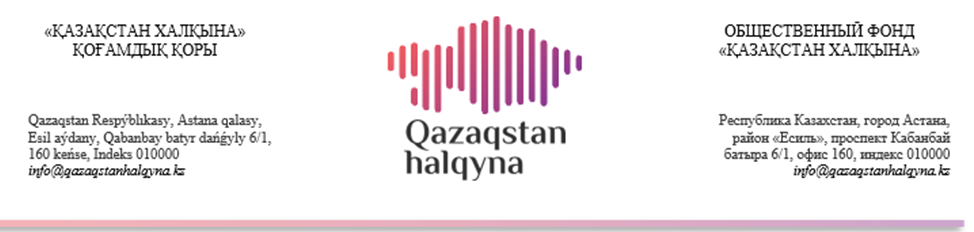 «ҚАЗАҚСТАН ХАЛҚЫНА»
ҚОҒАМДЫҚ ҚОРЫ
Qazaqstan Respýblıkasy, Astana qalasy,
Esil aýdany, Qabanbay batyr dańǵyly 6/1,
160 keńse, Indeks 010000
info@qazaqstanhalqyna.kz
Qazaqstan
halqyna
ОБЩЕСТВЕННЫЙ ФОНД
«ҚАЗАҚСТАН ХАЛҚЫНА»
Республика Казахстан, город Астана,
район «Есиль», проспект Кабанбай
батыра 6/1, офис 160, индекс 010000
info@qazaqstanhalqyna.kz